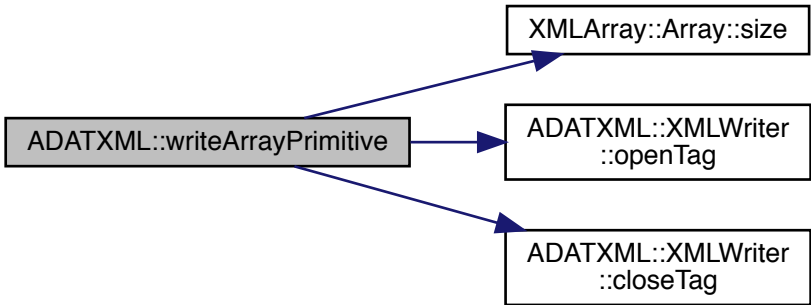 XMLArray::Array::size
ADATXML::writeArrayPrimitive
ADATXML::XMLWriter
::openTag
ADATXML::XMLWriter
::closeTag